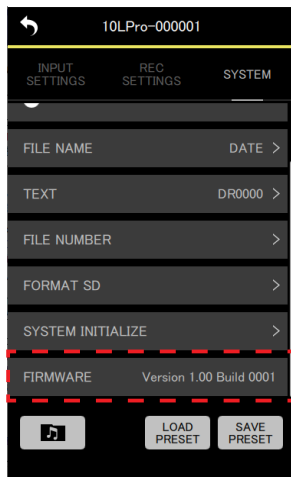 10LPro-000001
INPUT SETTINGS REC SETTINGS SYSTEM
FILE NAME DATE >
TEXT DR0000 >
FILE NUMBER >
FORMAT SD >
SYSTEM INITIALIZE >
FIRMWARE Version 1.00 Build 0001
LOAD PRESET SAVE PRESET